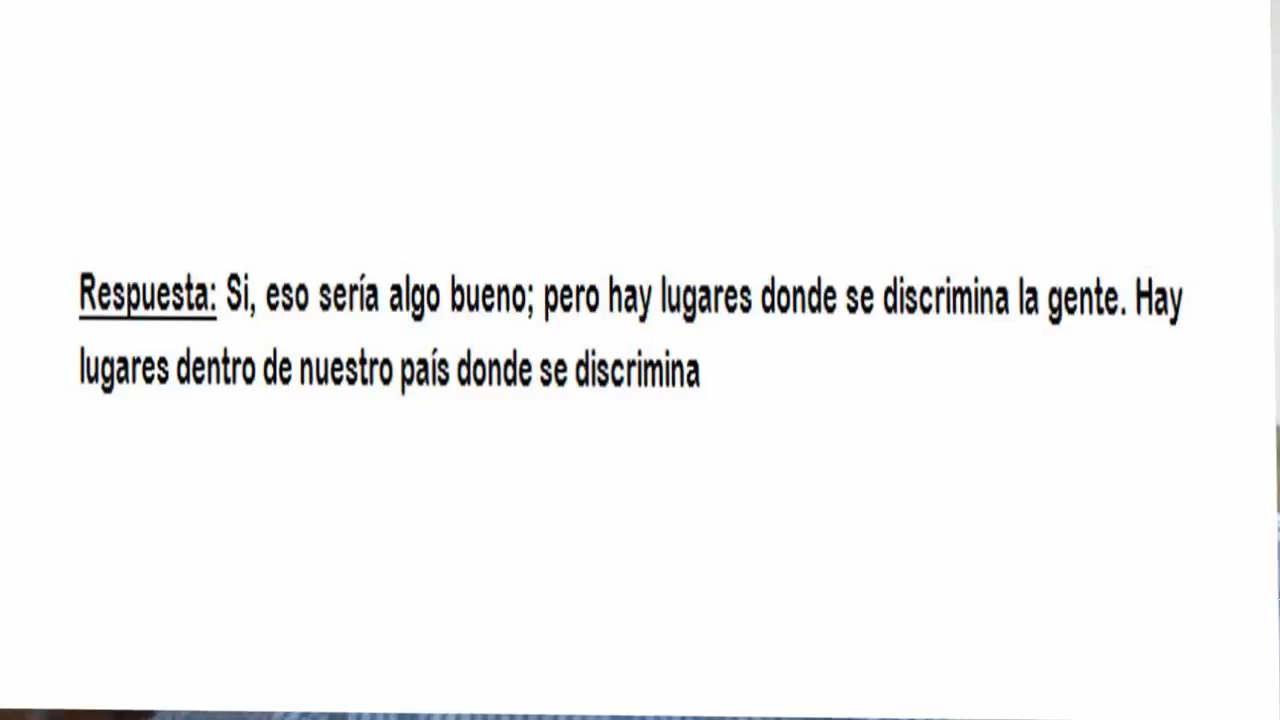 Respuesta: Si, eso sería algo bueno; pero hay lugares donde se discrimina la gente. Hay
lugares dentro de nuestro país donde se discrimina